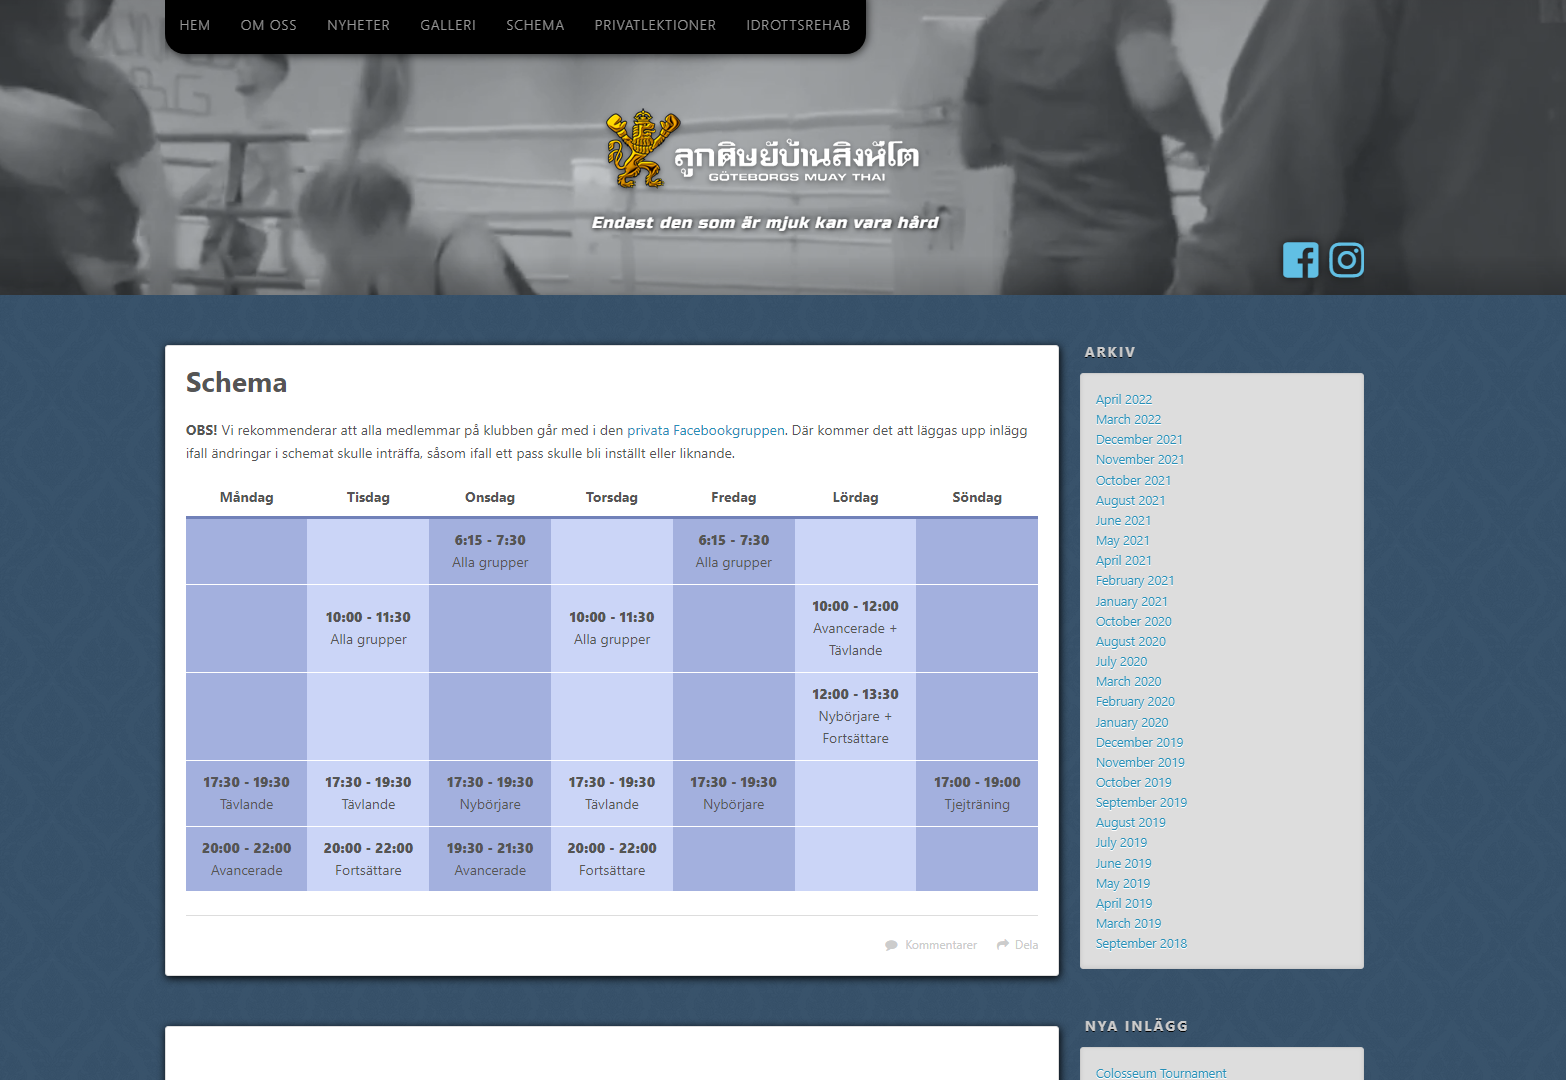 HEM OM OSS NYHETER GALLERI SCHEMA PRIVATLEKTIONER IDROTTSREHAB
ลูกศิษย์บ้านสิงห์โต
GÖTEBORGS MUAY THAI
Endast den som är mjuk kan vara hård
Schema
OBS! Vi rekommenderar att alla medlemmar på klubben går med i den privata Facebookgruppen. Där kommer det att läggas upp inlägg
ifall ändringar i schemat skulle inträffa, såsom ifall ett pass skulle bli inställt eller liknande.
Måndag Tisdag Onsdag Torsdag Fredag Lördag Söndag
6:15 - 7:30 6:15 - 7:30
Alla grupper Alla grupper
10:00 - 12:00
10:00 - 11:30 10:00 - 11:30
Avancerade +
Alla grupper Alla grupper
Tävlande
12:00 - 13:30
Nybörjare +
Fortsättare
17:30 - 19:30 17:30 - 19:30 17:30 - 19:30 17:30 - 19:30 17:30 - 19:30 17:00 - 19:00
Tävlande Tävlande Nybörjare Tävlande Nybörjare Tjejträning
20:00 - 22:00 20:00 - 22:00 19:30 - 21:30 20:00 - 22:00
Avancerade Fortsättare Avancerade Fortsättare
Kommentarer Dela
ARKIV
April 2022
March 2022
December 2021
November 2021
October 2021
August 2021
June 2021
May 2021
April 2021
February 2021
January 2021
October 2020
August 2020
July 2020
March 2020
February 2020
January 2020
December 2019
November 2019
October 2019
September 2019
August 2019
July 2019
June 2019
May 2019
April 2019
March 2019
September 2018
NYA INLÄGG
Colosseum Tournament